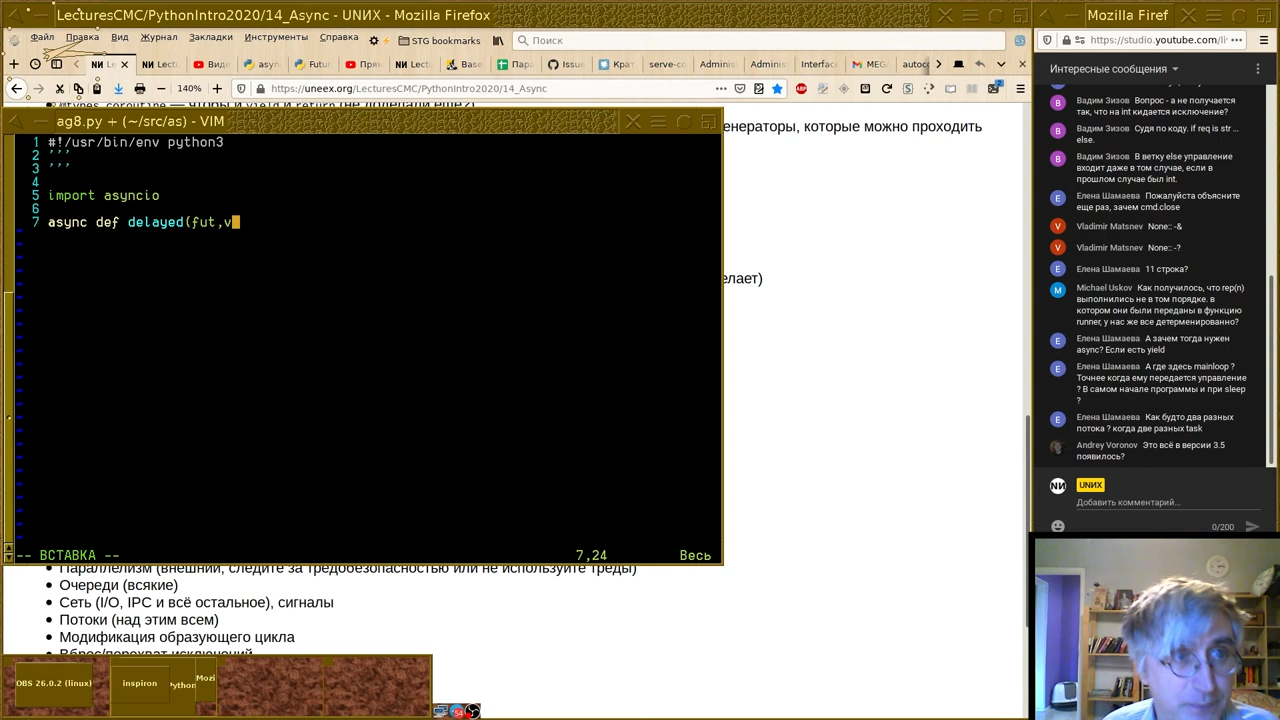 LecturesCMC/PythonIntro2020/14_Async - UNИX - Mozilla Firefox
Файл Правка Вид Журнал Закладки Инструменты Справка
STG bookmarks
Поиск
140%
https://uneex.org/LecturesCMC/PythonIntro2020/14_Async
енераторы, которые можно проходить
ag8.py + (~/src/as) - VIM
1 #!/usr/bin/env python3
2 '''
3 '''
4
5 import asyncio
6
7 async def delayed(fut,v
елает)
-- ВСТАВКА --
7,24
Весь
Параллелизм (внешний, следите за тредобезопасностью или не используйте треды)
Очереди (всякие)
Сеть (I/O, IPC и всё остальное), сигналы
Потоки (над этим всем)
Модификация образующего цикла
Вброс/перехват исключений
OBS 26.0.2 (linux)
inspiron
Python
Mozi
Mozilla Firef
https://studio.youtube.com/li
Интересные сообщения
Вадим Зизов Вопрос - а не получается
так, что на int кидается исключение?
Вадим Зизов Судя по коду. if req is str ...
else.
Вадим Зизов В ветку else управление
входит даже в том случае, если в
прошлом случае был int.
Елена Шамаева Пожалуйста объясните
еще раз, зачем cmd.close
Vladimir Matsnev None:: -&
Vladimir Matsnev None:: -?
Елена Шамаева 11 строка?
Michael Uskov Как получилось, что rep(n)
выполнились не в том порядке. в
котором они были переданы в функцию
runner, у нас же все детерменированно?
Елена Шамаева А зачем тогда нужен
async? Если есть yield
Елена Шамаева А где здесь mainloop ?
Точнее когда ему передается управление
? В самом начале программы и при sleep
?
Елена Шамаева Как будто два разных
потока ? когда две разных task
Andrey Voronov Это всё в версии 3.5
появилось?
UNИX
Добавить комментарий...
0/200